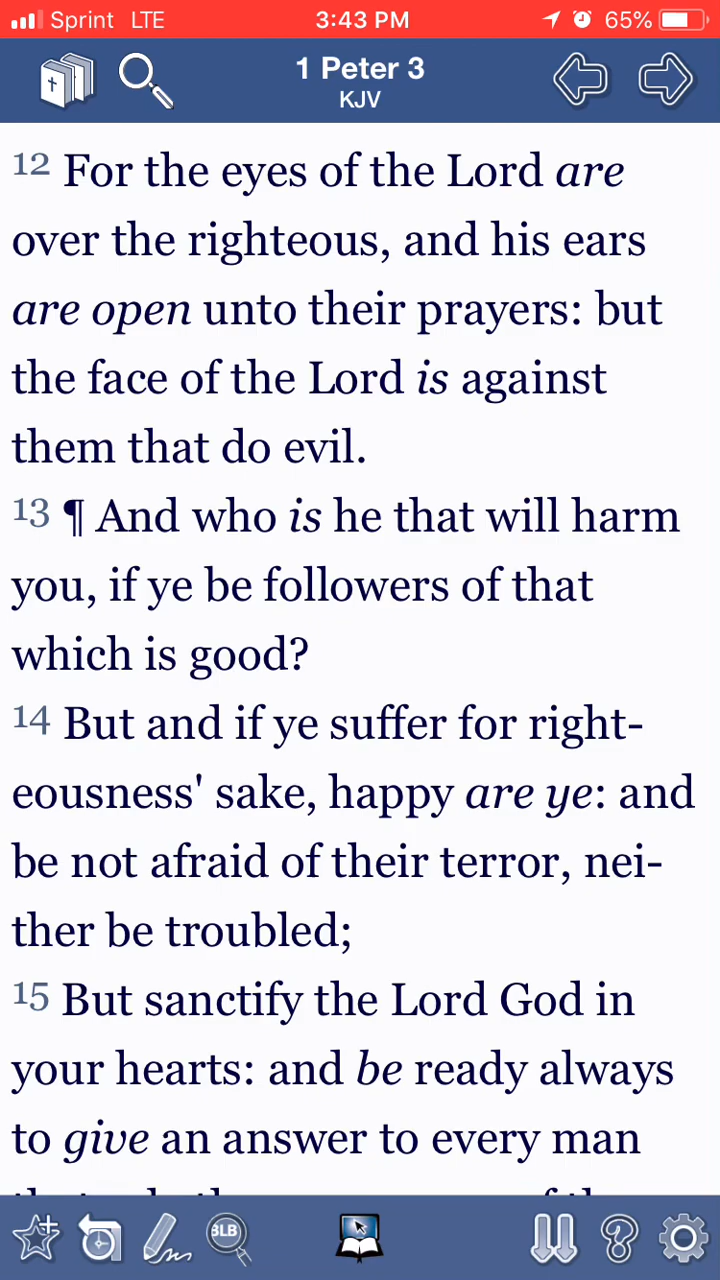 Sprint LTE 3:43 PM 65%
1 Peter 3
KJV
12 For the eyes of the Lord are
over the righteous, and his ears
are open unto their prayers: but
the face of the Lord is against
them that do evil.
13 ¶ And who is he that will harm
you, if ye be followers of that
which is good?
14 But and if ye suffer for right-
eousness' sake, happy are ye: and
be not afraid of their terror, nei-
ther be troubled;
15 But sanctify the Lord God in
your hearts: and be ready always
to give an answer to every man
BLB